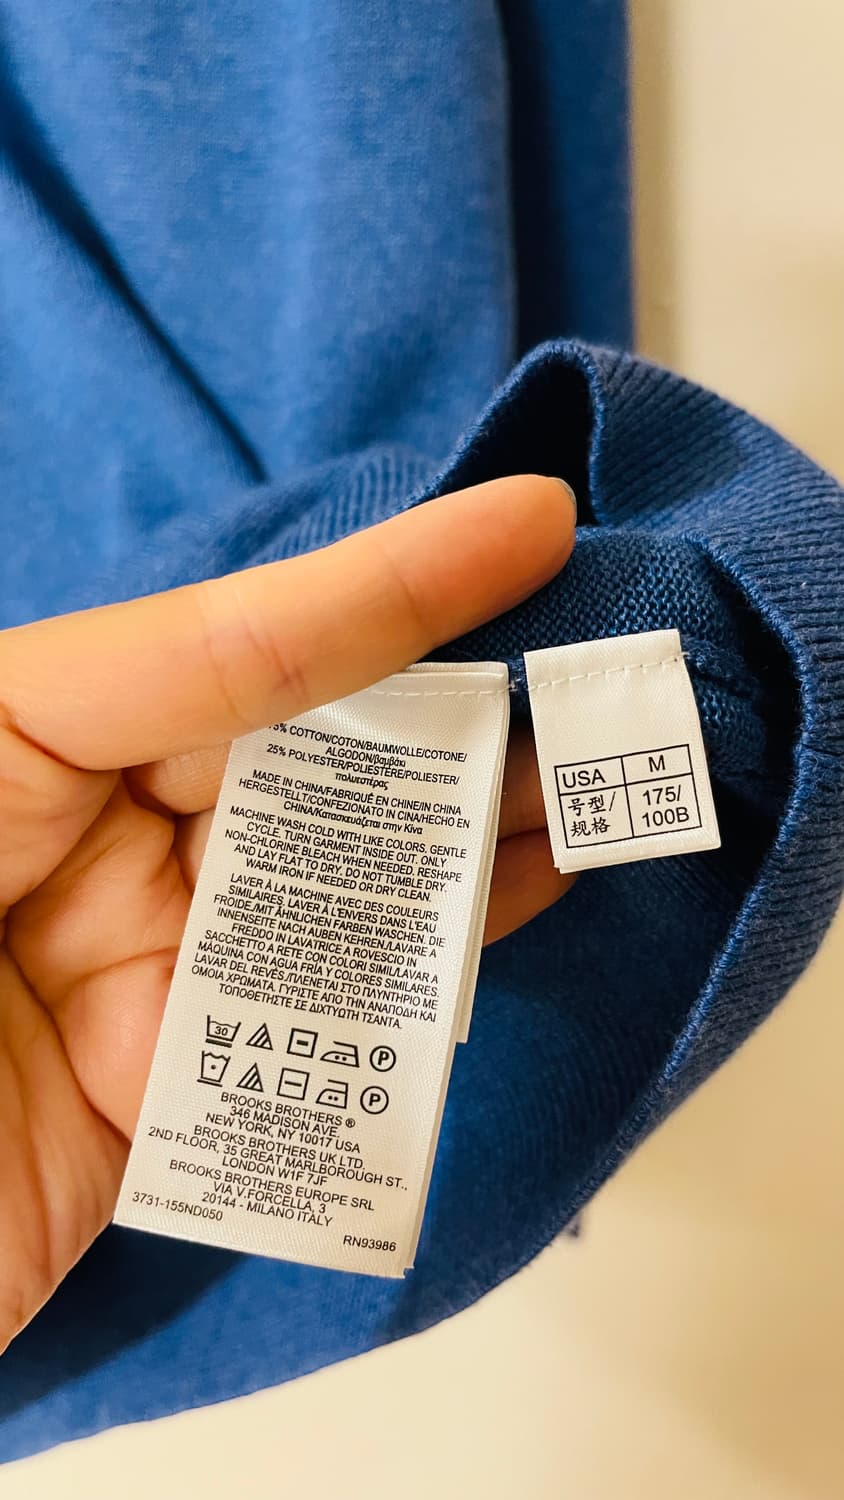 % COTTON/COTON/BAUMWOLLE/COTONE/
ALGODON/βαμβάκι
25% POLYESTER/POLIESTERE/POLIESTER/
πολυεστέρας
MADE IN CHINA/FABRIQUÉ EN CHINE/IN CHINA
HERGESTELLT/CONFEZIONATO IN CINA/HECHO EN
CHINA/Κατασκευάζεται στην Κίνα
MACHINE WASH COLD WITH LIKE COLORS. GENTLE
CYCLE. TURN GARMENT INSIDE OUT. ONLY
NON-CHLORINE BLEACH WHEN NEEDED. RESHAPE
AND LAY FLAT TO DRY. DO NOT TUMBLE DRY.
WARM IRON IF NEEDED OR DRY CLEAN.
LAVER À LA MACHINE AVEC DES COULEURS
SIMILAIRES. LAVER À L'ENVERS DANS L'EAU
FROIDE./MIT ÄHNLICHEN FARBEN WASCHEN. DIE
INNENSEITE NACH AUßEN KEHREN./LAVARE A
FREDDO IN LAVATRICE A ROVESCIO IN
SACCHETTO A RETE CON COLORI SIMILI/LAVAR A
MÁQUINA CON AGUA FRÍA Y COLORES SIMILARES.
LAVAR DEL REVÉS./ΠΛΕΝΕΤΑΙ ΣΤΟ ΠΛΥΝΤΗΡΙΟ ΜΕ
ΟΜΟΙΑ ΧΡΩΜΑΤΑ. ΓΥΡΙΣΤΕ ΑΠΟ ΤΗΝ ΑΝΑΠΟΔΗ ΚΑΙ
ΤΟΠΟΘΕΤΗΣΤΕ ΣΕ ΔΙΧΤΥΩΤΗ ΤΣΑΝΤΑ.
30 P
P
BROOKS BROTHERS ®
346 MADISON AVE.
NEW YORK, NY 10017 USA
BROOKS BROTHERS UK LTD.
2ND FLOOR, 35 GREAT MARLBOROUGH ST.,
LONDON W1F 7JF
BROOKS BROTHERS EUROPE SRL
VIA V.FORCELLA, 3
20144 - MILANO ITALY
3731-155ND050
RN93986
USA M
号型/ 175/
规格 100B